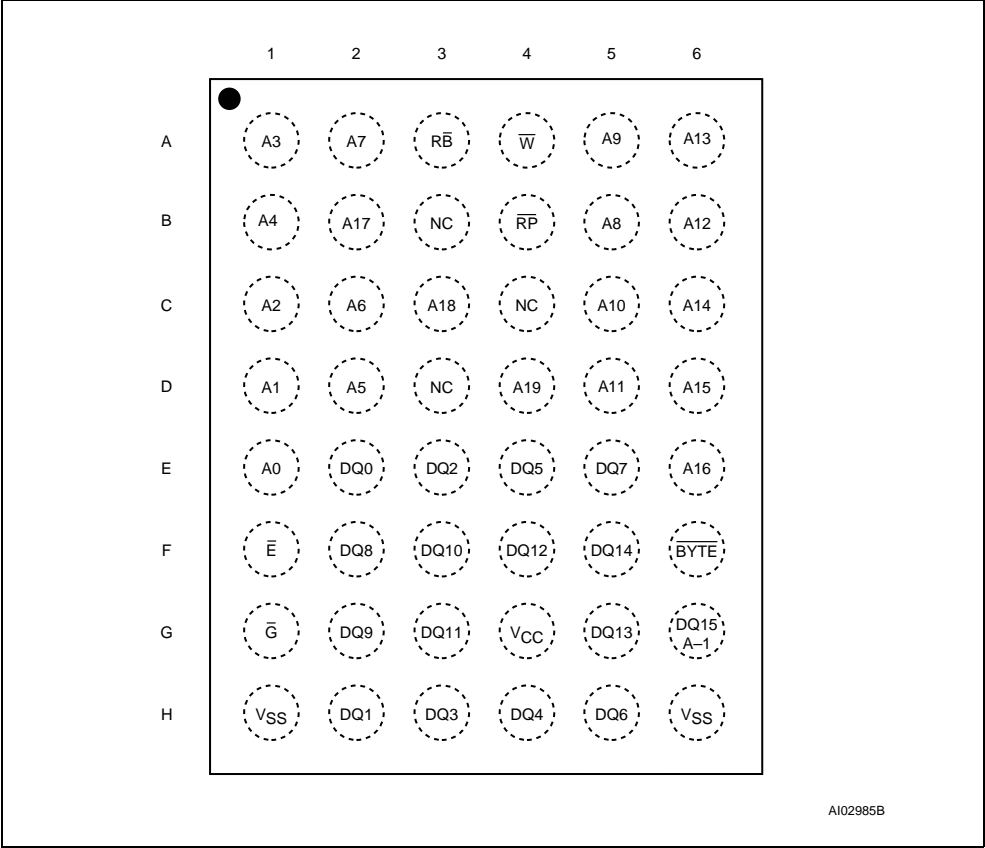 1 2 3 4 5 6
A A3 A7 RB̅ W̅ A9 A13
B A4 A17 NC R̅P̅ A8 A12
C A2 A6 A18 NC A10 A14
D A1 A5 NC A19 A11 A15
E A0 DQ0 DQ2 DQ5 DQ7 A16
F E̅ DQ8 DQ10 DQ12 DQ14 B̅Y̅T̅E̅
G G̅ DQ9 DQ11 VCC DQ13 DQ15
A–1
H VSS DQ1 DQ3 DQ4 DQ6 VSS
AI02985B